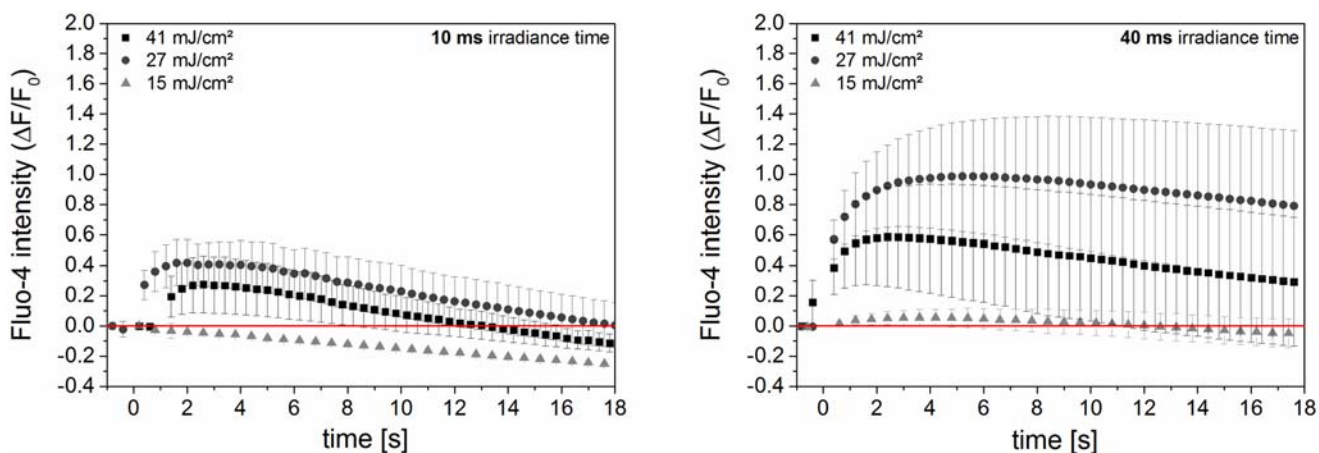 2.0
1.8
1.6
1.4
1.2
1.0
0.8
0.6
0.4
0.2
0.0
-0.2
-0.4
Fluo-4 intensity (ΔF/F₀)
41 mJ/cm²
27 mJ/cm²
15 mJ/cm²
10 ms irradiance time
0 2 4 6 8 10 12 14 16 18
time [s]
2.0
1.8
1.6
1.4
1.2
1.0
0.8
0.6
0.4
0.2
0.0
-0.2
-0.4
Fluo-4 intensity (ΔF/F₀)
41 mJ/cm²
27 mJ/cm²
15 mJ/cm²
40 ms irradiance time
0 2 4 6 8 10 12 14 16 18
time [s]